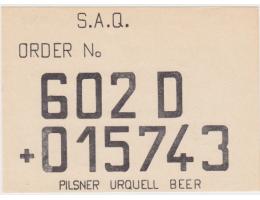 S.A.Q.
ORDER No
602 D
+015743
PILSNER URQUELL BEER